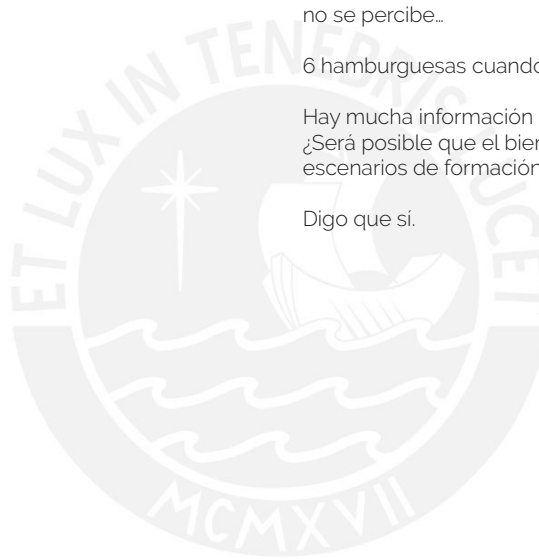 no se percibe…
6 hamburguesas cuando
Hay mucha información
¿Será posible que el bien
escenarios de formación
Digo que sí.
ET LUX IN TENEBRIS LUCET
MCMXVII